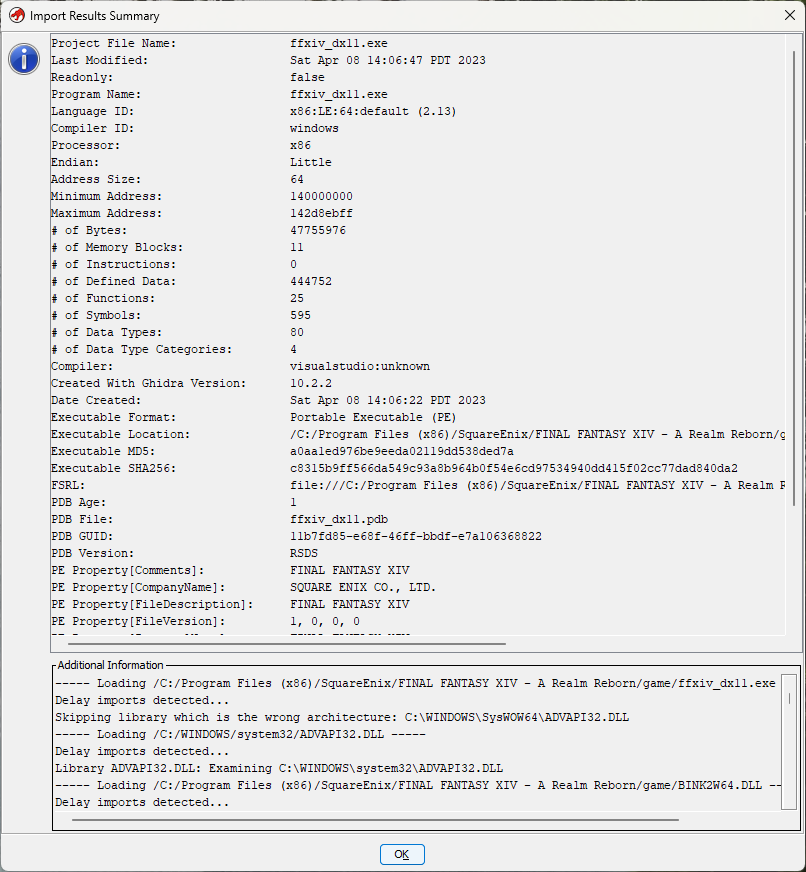 Import Results Summary
Project File Name: ffxiv_dx11.exe
Last Modified: Sat Apr 08 14:06:47 PDT 2023
Readonly: false
Program Name: ffxiv_dx11.exe
Language ID: x86:LE:64:default (2.13)
Compiler ID: windows
Processor: x86
Endian: Little
Address Size: 64
Minimum Address: 140000000
Maximum Address: 142d8ebff
# of Bytes: 47755976
# of Memory Blocks: 11
# of Instructions: 0
# of Defined Data: 444752
# of Functions: 25
# of Symbols: 595
# of Data Types: 80
# of Data Type Categories: 4
Compiler: visualstudio:unknown
Created With Ghidra Version: 10.2.2
Date Created: Sat Apr 08 14:06:22 PDT 2023
Executable Format: Portable Executable (PE)
Executable Location: /C:/Program Files (x86)/SquareEnix/FINAL FANTASY XIV - A Realm Reborn/g
Executable MD5: a0aa1ed976be9eeda02119dd538ded7a
Executable SHA256: c8315b9ff566da549c93a8b964b0f54e6cd97534940dd415f02cc77dad840da2
FSRL: file:///C:/Program Files (x86)/SquareEnix/FINAL FANTASY XIV - A Realm R
PDB Age: 1
PDB File: ffxiv_dx11.pdb
PDB GUID: 11b7fd85-e68f-46ff-bbdf-e7a106368822
PDB Version: RSDS
PE Property[Comments]: FINAL FANTASY XIV
PE Property[CompanyName]: SQUARE ENIX CO., LTD.
PE Property[FileDescription]: FINAL FANTASY XIV
PE Property[FileVersion]: 1, 0, 0, 0
Additional Information
----- Loading /C:/Program Files (x86)/SquareEnix/FINAL FANTASY XIV - A Realm Reborn/game/ffxiv_dx11.exe
Delay imports detected...
Skipping library which is the wrong architecture: C:\WINDOWS\SysWOW64\ADVAPI32.DLL
----- Loading /C:/WINDOWS/system32/ADVAPI32.DLL -----
Delay imports detected...
Library ADVAPI32.DLL: Examining C:\WINDOWS\system32\ADVAPI32.DLL
----- Loading /C:/Program Files (x86)/SquareEnix/FINAL FANTASY XIV - A Realm Reborn/game/BINK2W64.DLL --
Delay imports detected...
OK